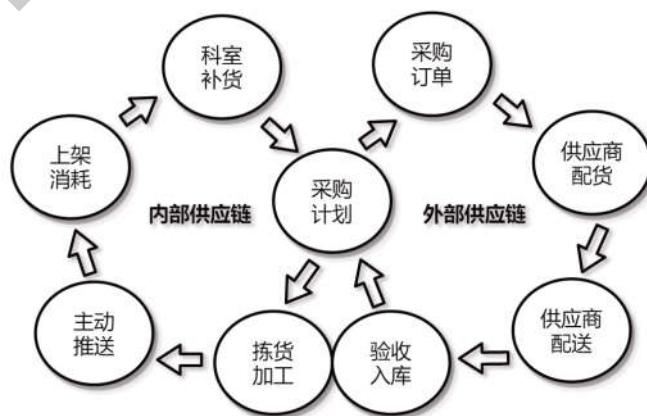 科室
补货
采购
订单
上架
消耗
采购
计划
供应商
配货
内部供应链
外部供应链
主动
推送
拣货
加工
验收
入库
供应商
配送